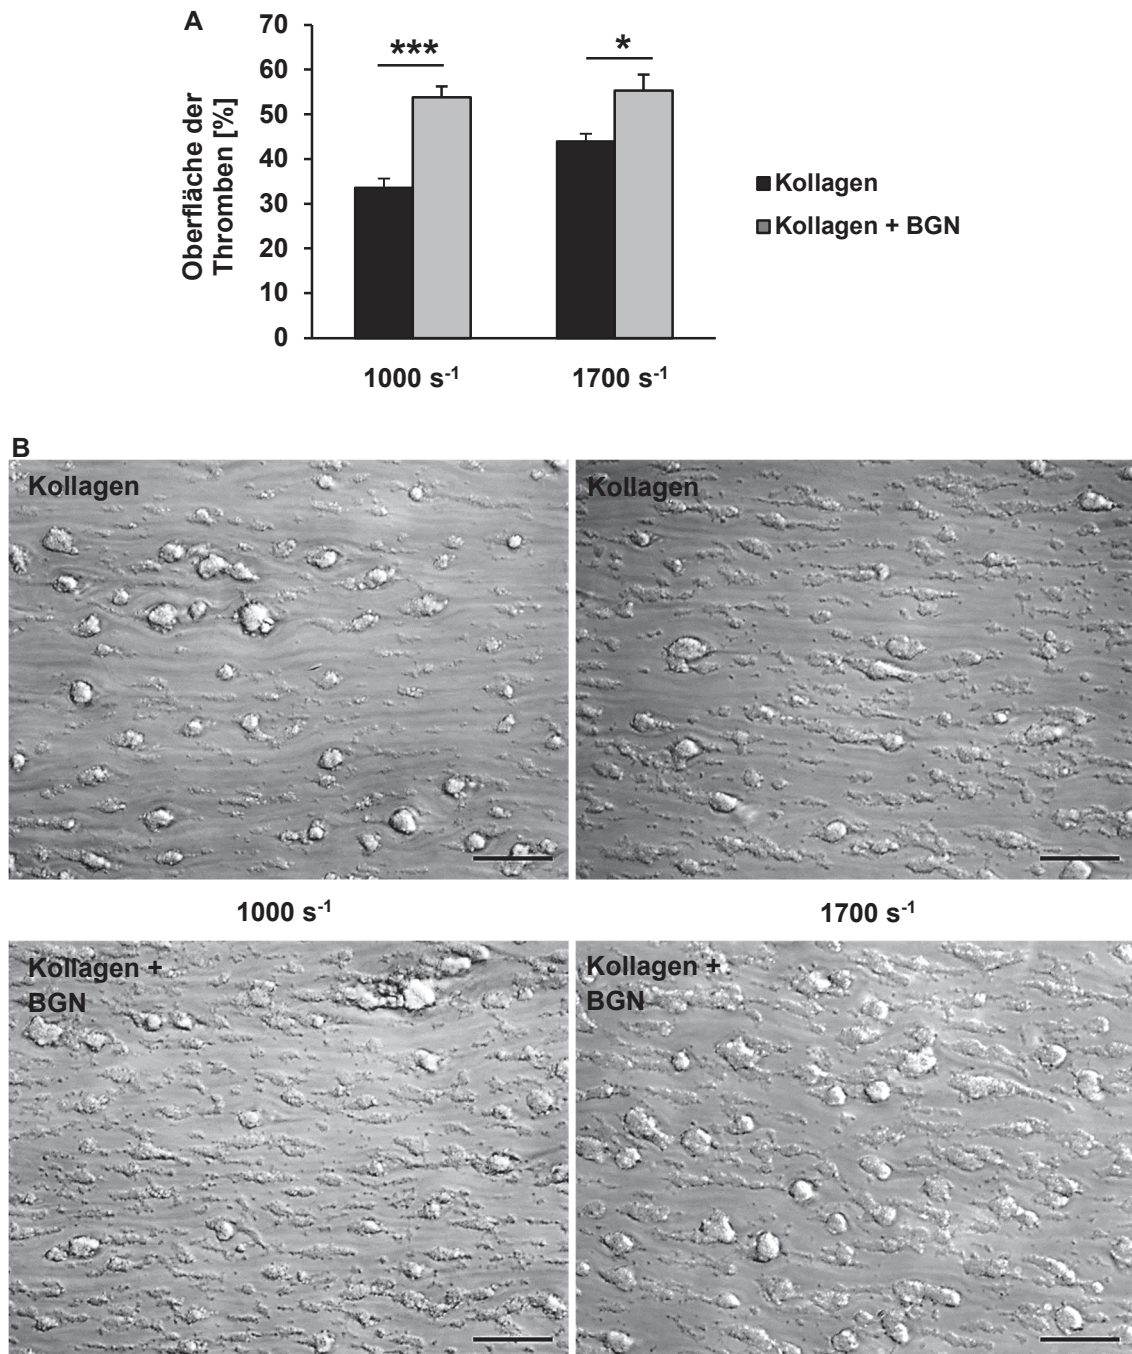 A
70
60
50
40
30
20
10
0
Oberfläche der
Thromben [%]
***
*
1000 s-1
1700 s-1
Kollagen
Kollagen + BGN
B
Kollagen
Kollagen
1000 s-1
1700 s-1
Kollagen +
BGN
Kollagen +
BGN